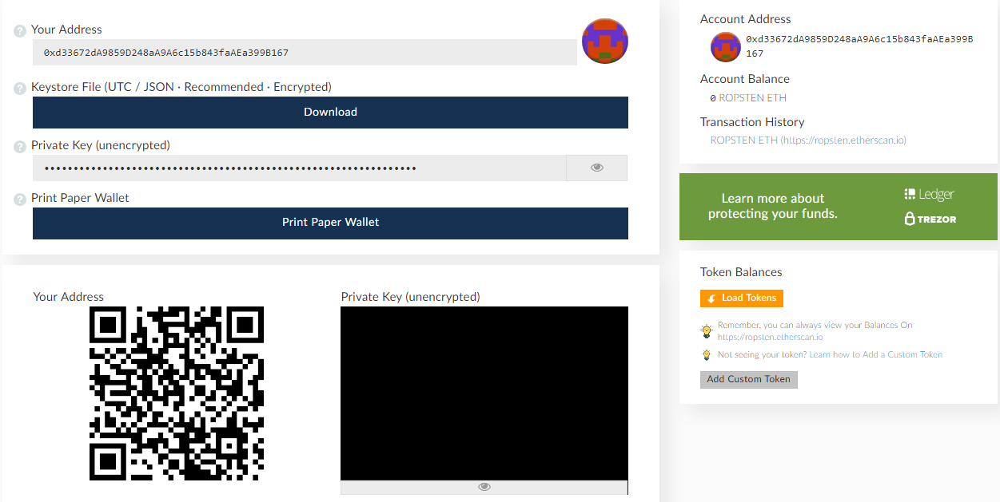 Your Address
0xd33672dA9859D248aA9A6c15b843faAEa399B167
Keystore File (UTC / JSON · Recommended · Encrypted)
Download
Private Key (unencrypted)
Print Paper Wallet
Print Paper Wallet
Your Address
Private Key (unencrypted)
Account Address
0xd33672dA9859D248aA9A6c15b843faAEa399B
167
Account Balance
0 ROPSTEN ETH
Transaction History
ROPSTEN ETH (https://ropsten.etherscan.io)
Learn more about
protecting your funds.
Ledger
TREZOR
Token Balances
Load Tokens
Remember, you can always view your Balances On
https://ropsten.etherscan.io
Not seeing your token? Learn how to Add a Custom Token
Add Custom Token